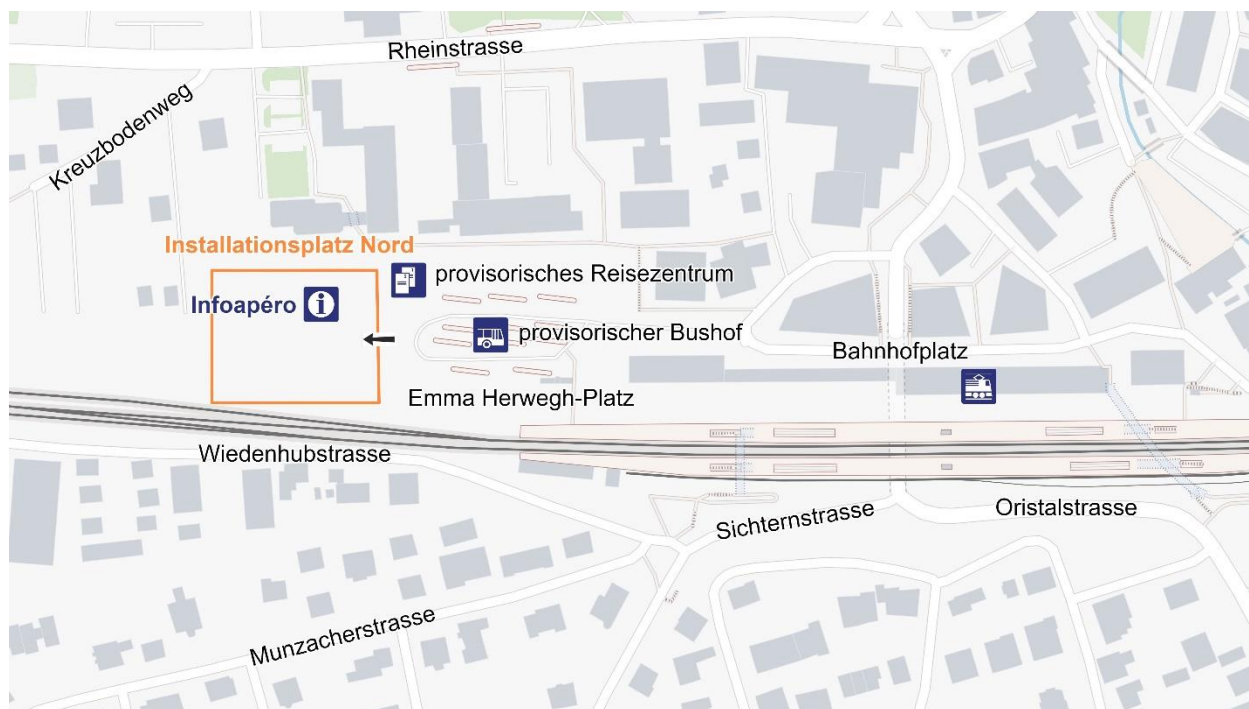 Rheinstrasse
Kreuzbodenweg
Installationsplatz Nord
provisorisches Reisezentrum
Infoapéro
provisorischer Bushof
Bahnhofplatz
Emma Herwegh-Platz
Wiedenhubstrasse
Sichternstrasse
Oristalstrasse
Munzacherstrasse